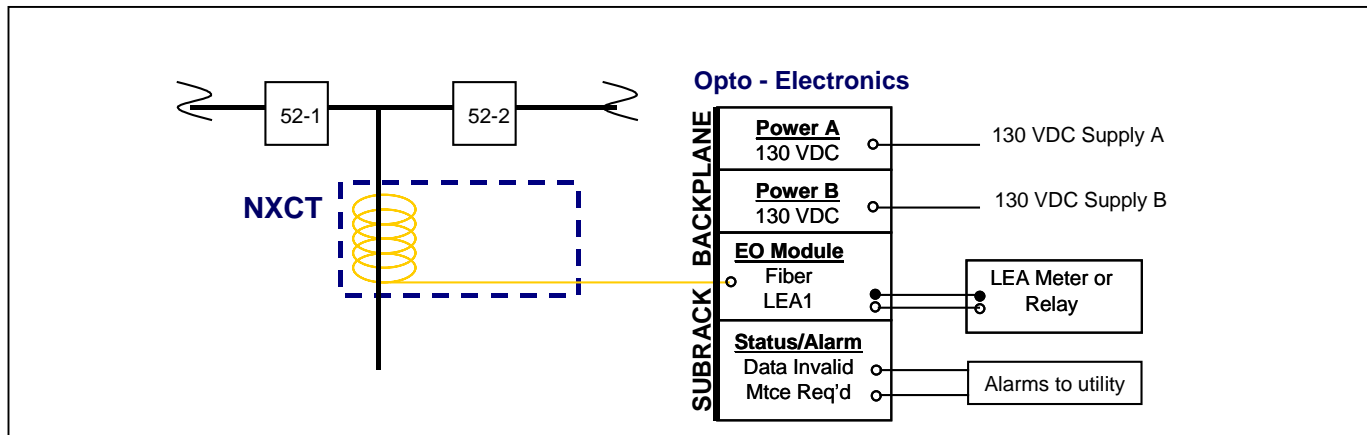 Opto - Electronics
52-1
52-2
NXCT
SUBRACK BACKPLANE
Power A
130 VDC
130 VDC Supply A
Power B
130 VDC
130 VDC Supply B
EO Module
Fiber
LEA1
LEA Meter or
Relay
Status/Alarm
Data Invalid
Mtce Req’d
Alarms to utility